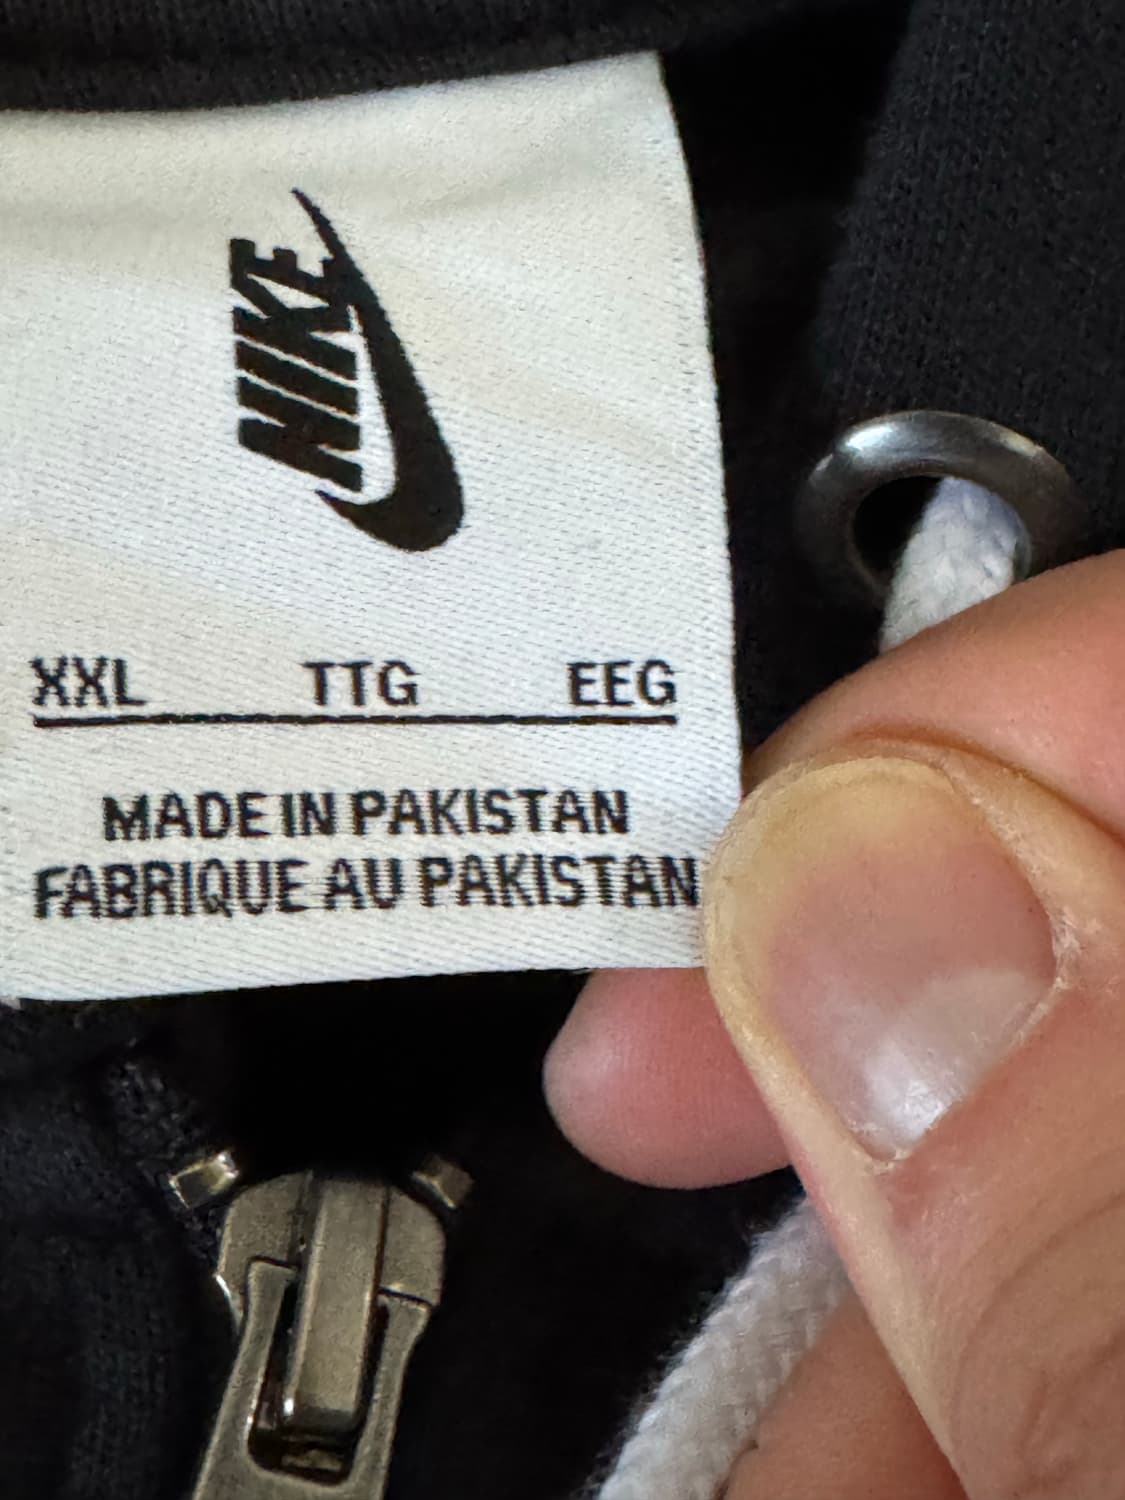 NIKE
XXL TTG EEG
MADE IN PAKISTAN
FABRIQUE AU PAKISTAN